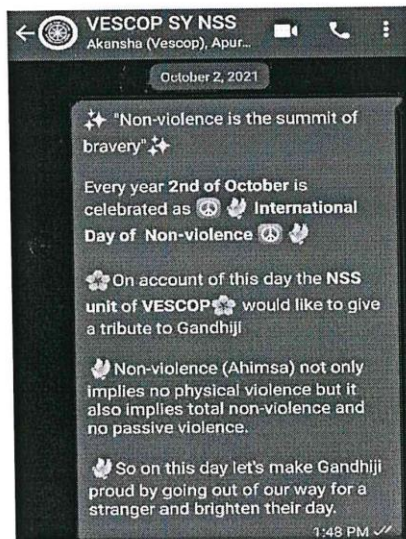 VESCOP SY NSS
Akansha (Vescop), Apur...
October 2, 2021
✨ "Non-violence is the summit of
bravery"✨
Every year 2nd of October is
celebrated as ☮️ 🕊️ International
Day of Non-violence ☮️ 🕊️
🌸On account of this day the NSS
unit of VESCOP🌸 would like to give
a tribute to Gandhiji
🕊️Non-violence (Ahimsa) not only
implies no physical violence but it
also implies total non-violence and
no passive violence.
🕊️So on this day let's make Gandhiji
proud by going out of our way for a
stranger and brighten their day.
1:48 PM